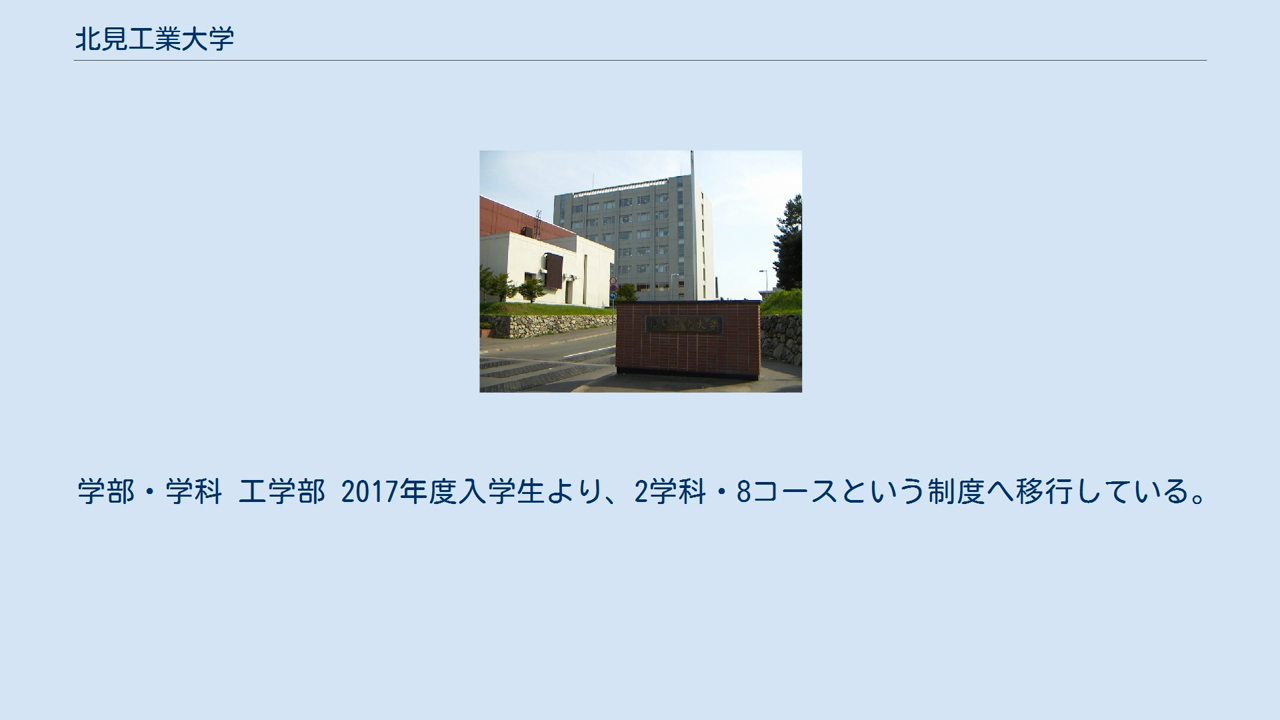 北見工業大学
学部・学科 工学部 2017年度入学生より、2学科・8コースという制度へ移行している。